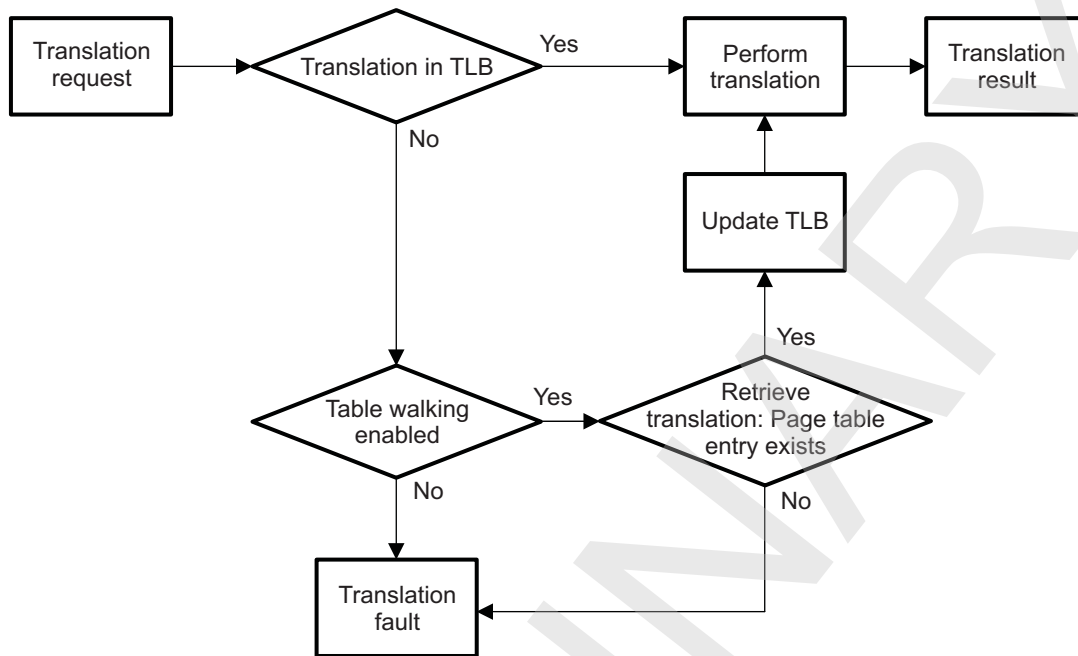 Translation
request
Translation in TLB
Yes
Perform
translation
Translation
result
No
Update TLB
Yes
Table walking
enabled
Yes
Retrieve
translation: Page table
entry exists
No
No
Translation
fault